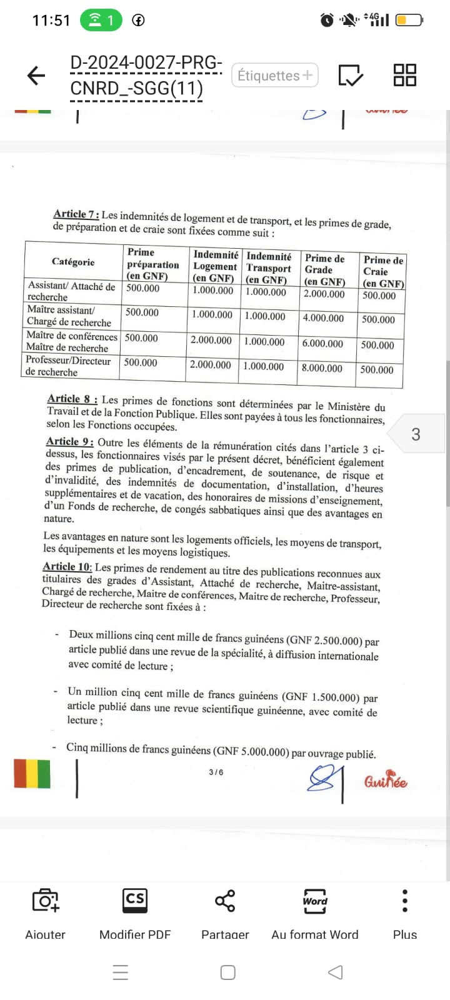 11:51
1
4G
D-2024-0027-PRG-
CNRD_-SGG(11)
Étiquettes+
Article 7 : Les indemnités de logement et de transport, et les primes de grade,
de préparation et de craie sont fixées comme suit :
Catégorie | Prime préparation (en GNF) | Indemnité Logement (en GNF) | Indemnité Transport (en GNF) | Prime de Grade (en GNF) | Prime de Craie (en GNF)
Assistant/ Attaché de recherche | 500.000 | 1.000.000 | 1.000.000 | 2.000.000 | 500.000
Maître assistant/ Chargé de recherche | 500.000 | 1.000.000 | 1.000.000 | 4.000.000 | 500.000
Maître de conférences Maître de recherche | 500.000 | 2.000.000 | 1.000.000 | 6.000.000 | 500.000
Professeur/Directeur de recherche | 500.000 | 2.000.000 | 1.000.000 | 8.000.000 | 500.000
Article 8 : Les primes de fonctions sont déterminées par le Ministère du
Travail et de la Fonction Publique. Elles sont payées à tous les fonctionnaires,
selon les Fonctions occupées.
3
Article 9 : Outre les éléments de la rémunération cités dans l'article 3 ci-
dessus, les fonctionnaires visés par le présent décret, bénéficient également
des primes de publication, d'encadrement, de soutenance, de risque et
d'invalidité, des indemnités de documentation, d'installation, d'heures
supplémentaires et de vacation, des honoraires de missions d'enseignement,
d'un Fonds de recherche, de congés sabbatiques ainsi que des avantages en
nature.
Les avantages en nature sont les logements officiels, les moyens de transport,
les équipements et les moyens logistiques.
Article 10: Les primes de rendement au titre des publications reconnues aux
titulaires des grades d'Assistant, Attaché de recherche, Maitre-assistant,
Chargé de recherche, Maitre de conférences, Maitre de recherche, Professeur,
Directeur de recherche sont fixées à :
- Deux millions cinq cent mille de francs guinéens (GNF 2.500.000) par
article publié dans une revue de la spécialité, à diffusion internationale
avec comité de lecture ;
- Un million cinq cent mille de francs guinéens (GNF 1.500.000) par
article publié dans une revue scientifique guinéenne, avec comité de
lecture ;
- Cinq millions de francs guinéens (GNF 5.000.000) par ouvrage publié.
3/6
Guinée
CS
Word
Ajouter
Modifier PDF
Partager
Au format Word
Plus